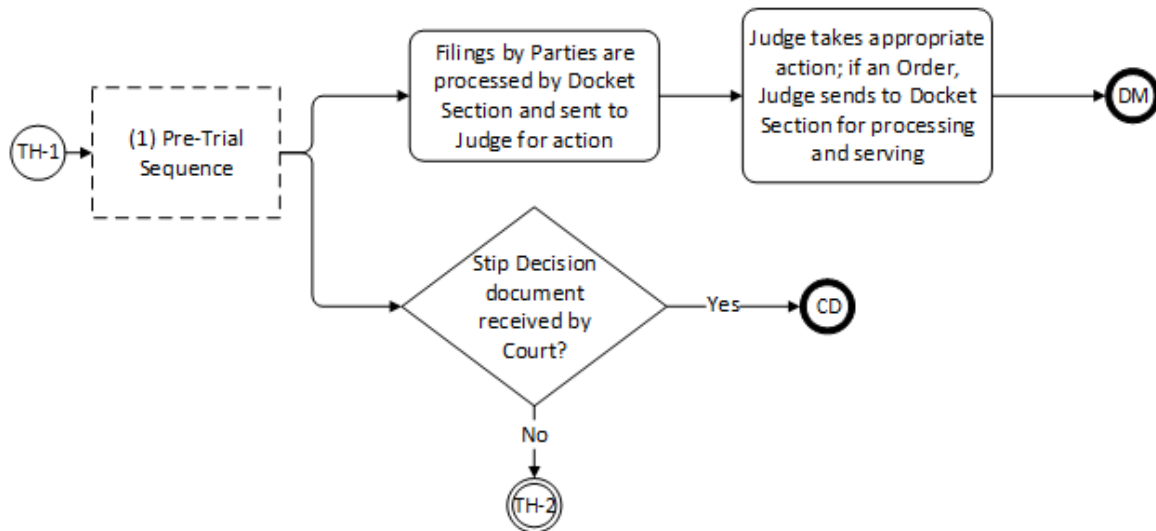 TH-1
(1) Pre-Trial
Sequence
Filings by Parties are
processed by Docket
Section and sent to
Judge for action
Judge takes appropriate
action; if an Order,
Judge sends to Docket
Section for processing
and serving
DM
Stip Decision
document
received by
Court?
Yes
CD
No
TH-2